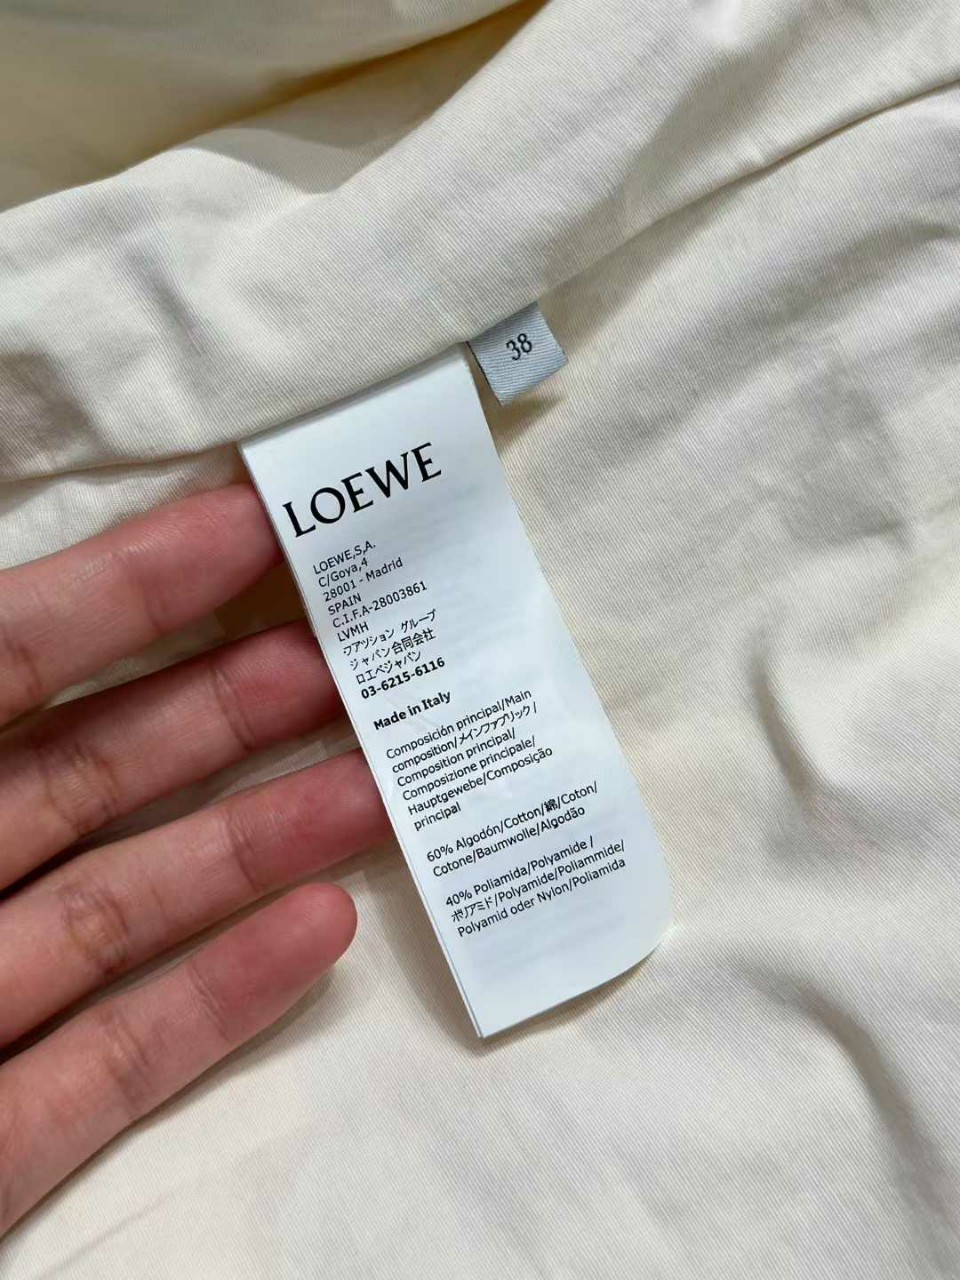 38
LOEWE
LOEWE,S,A.
C/Goya,4
28001 - Madrid
SPAIN
C.I.F.A-28003861
LVMH
ファッション グループ
ジャパン合同会社
ロエベジャパン
03-6215-6116
Made in Italy
Composición principal/Main
composition/メインファブリック/
Composition principal/
Composizione principale/
Hauptgewebe/Composição
principal
60% Algodón/Cotton/綿/Coton/
Cotone/Baumwolle/Algodão
40% Poliamida/Polyamide /
ポリアミド/Polyamide/Poliammide/
Polyamid oder Nylon/Poliamida